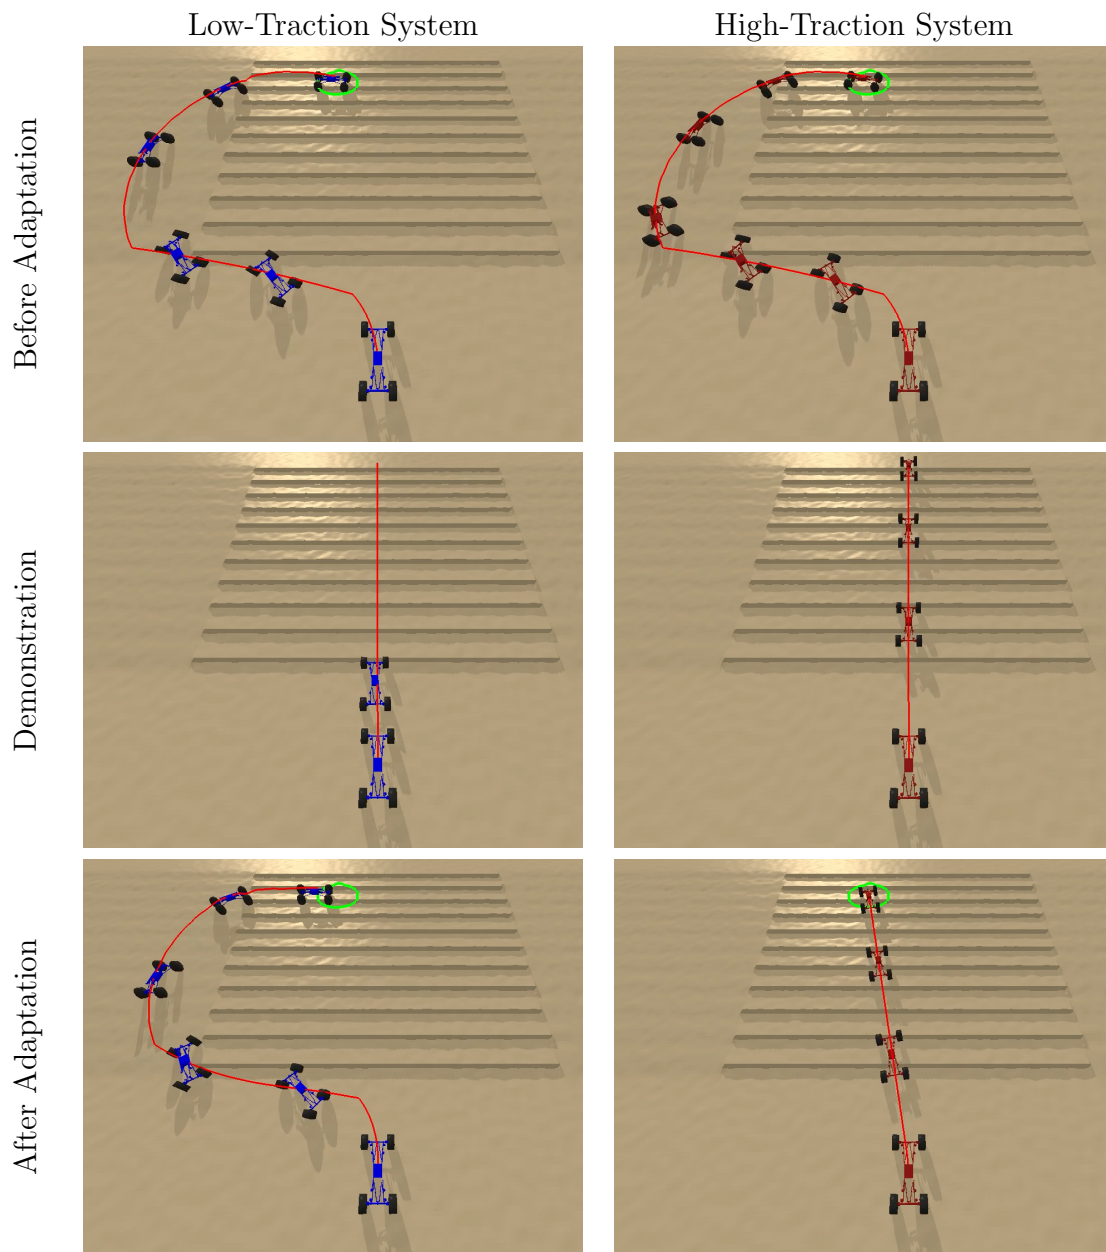 Low-Traction System
High-Traction System
Before Adaptation
Demonstration
After Adaptation